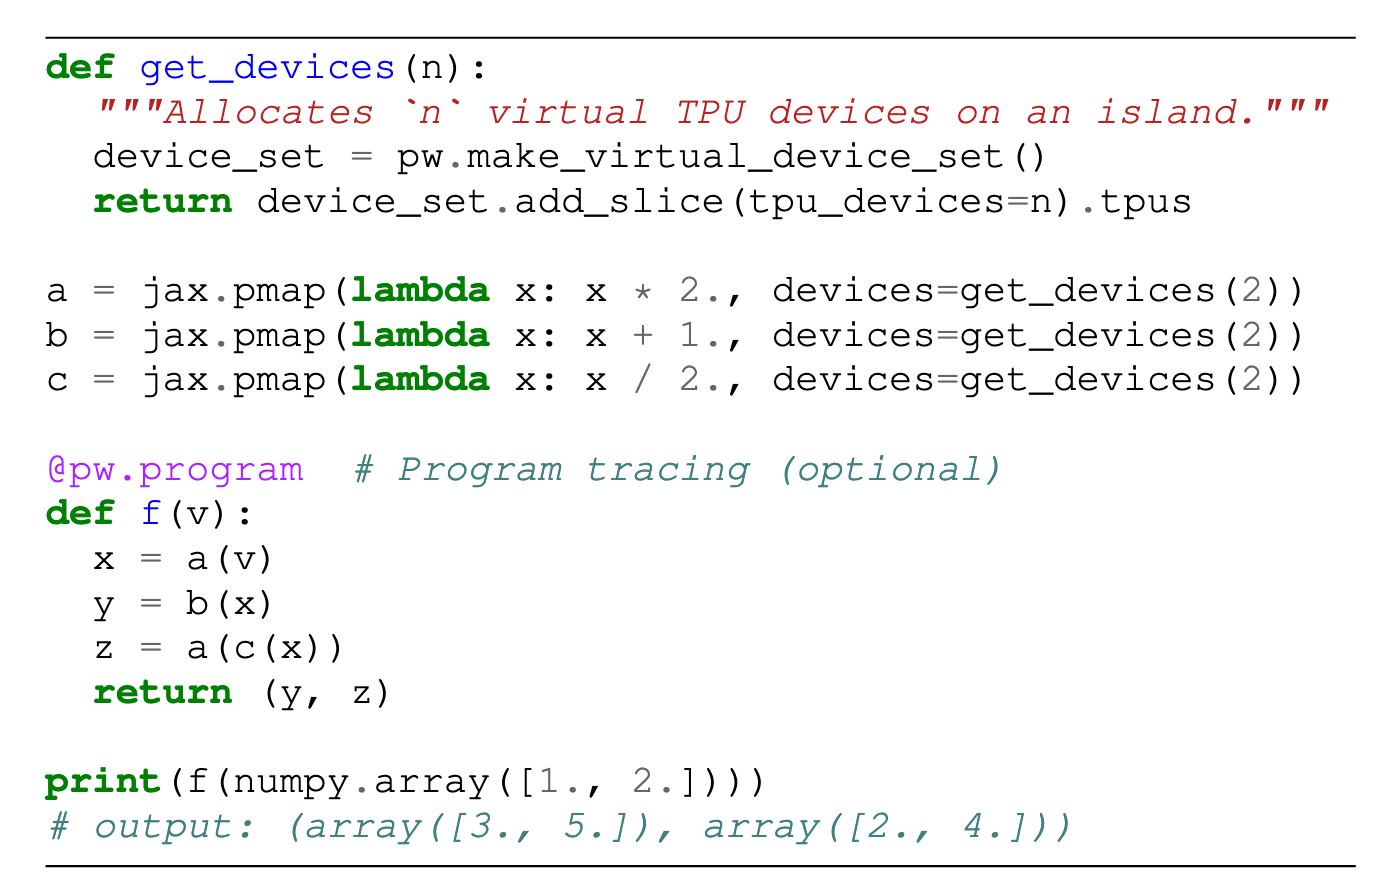 def get_devices(n):
  """Allocates `n` virtual TPU devices on an island."""
  device_set = pw.make_virtual_device_set()
  return device_set.add_slice(tpu_devices=n).tpus

a = jax.pmap(lambda x: x * 2., devices=get_devices(2))
b = jax.pmap(lambda x: x + 1., devices=get_devices(2))
c = jax.pmap(lambda x: x / 2., devices=get_devices(2))

@pw.program  # Program tracing (optional)
def f(v):
  x = a(v)
  y = b(x)
  z = a(c(x))
  return (y, z)

print(f(numpy.array([1., 2.])))
# output: (array([3., 5.]), array([2., 4.]))